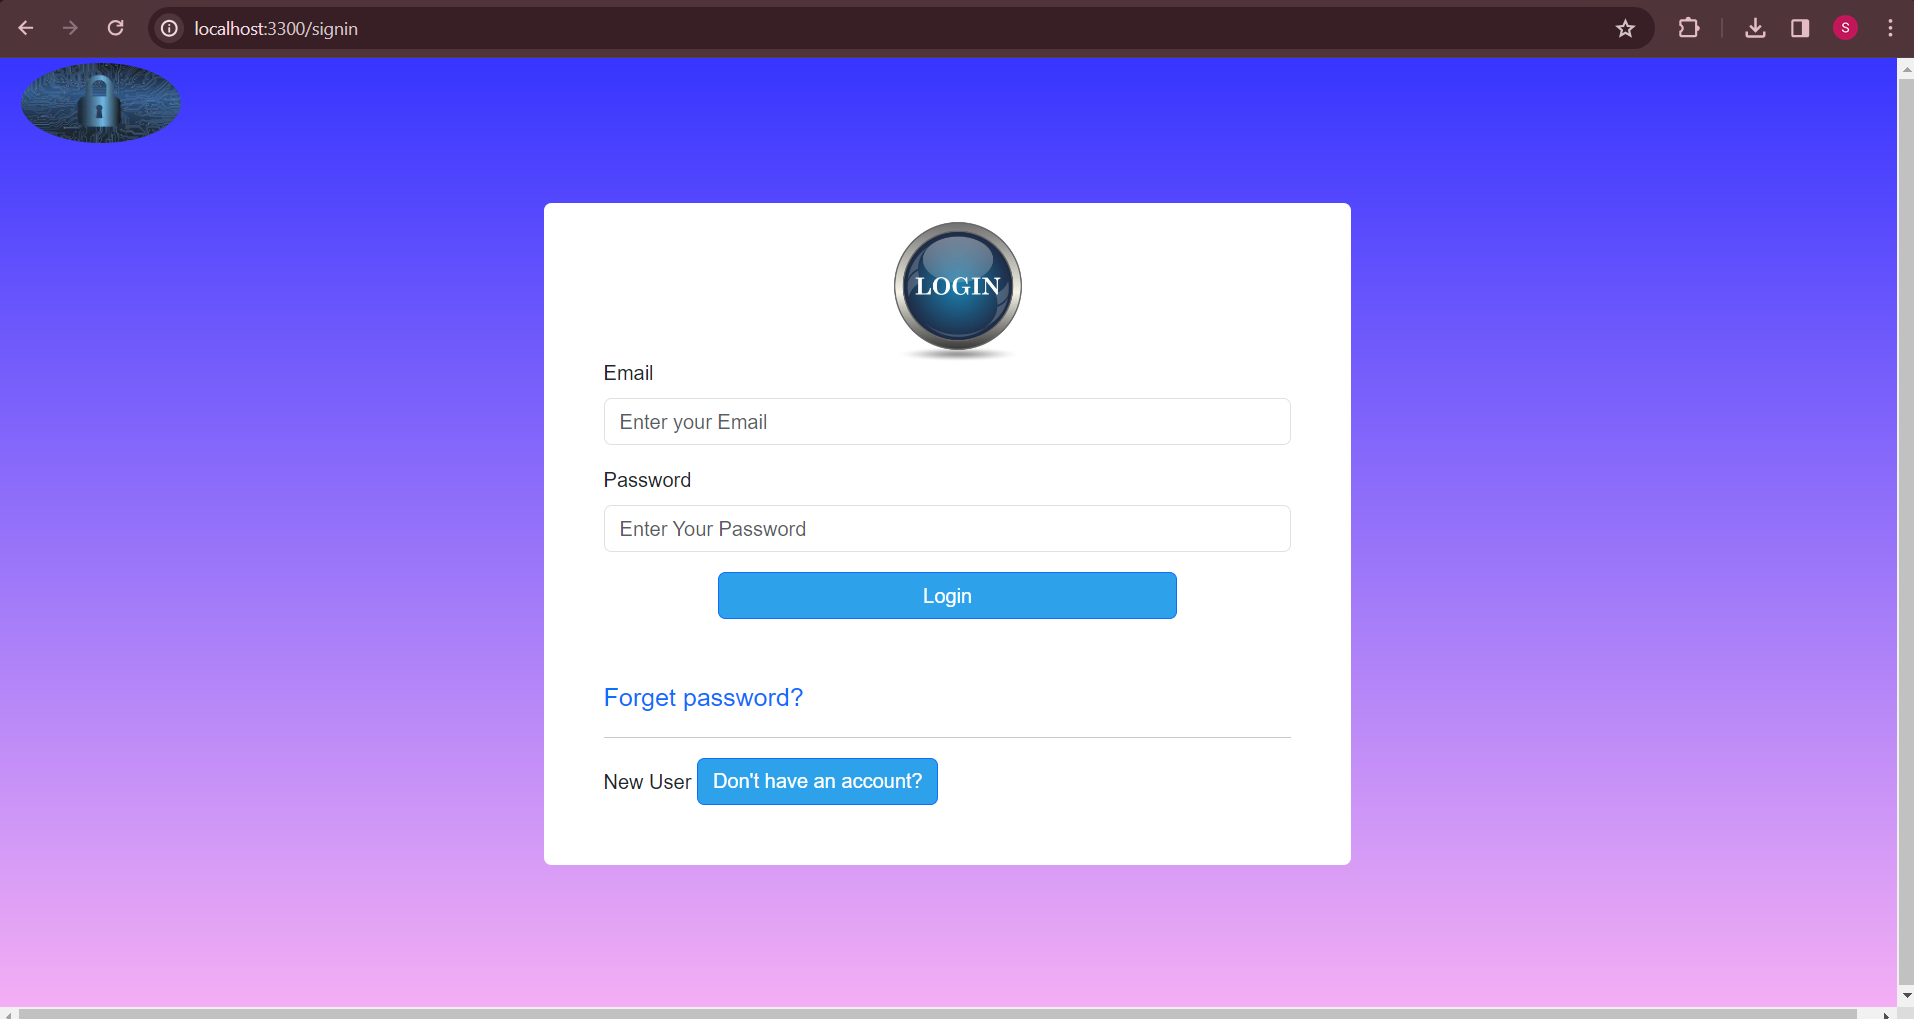 localhost:3300/signin
S
LOGIN
Email
Enter your Email
Password
Enter Your Password
Login
Forget password?
New User Don't have an account?